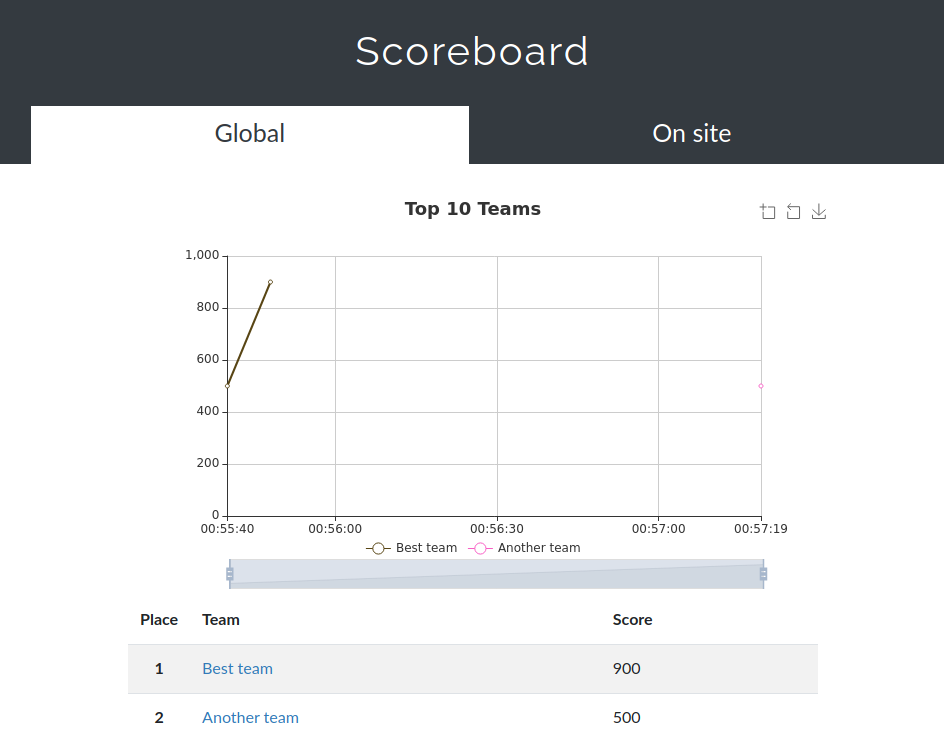 Scoreboard
Global On site
Top 10 Teams
1,000
800
600
400
200
0
00:55:40 00:56:00 00:56:30 00:57:00 00:57:19
Best team Another team
Place Team Score
1 Best team 900
2 Another team 500